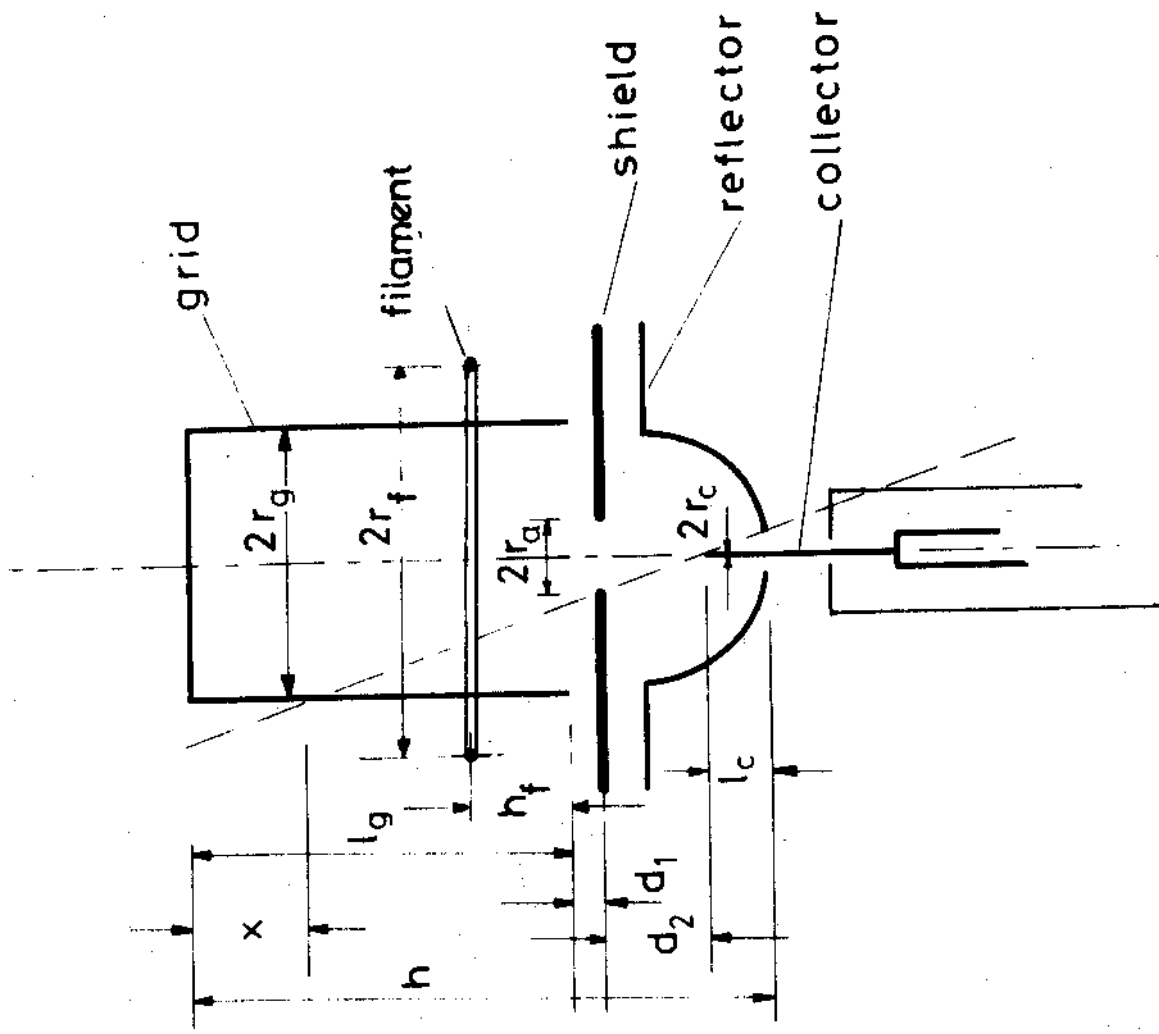 grid
filament
shield
reflector
collector
2r_g
2r_f
2r_a
2r_c
l_g
h_f
l_c
x
h
d_1
d_2